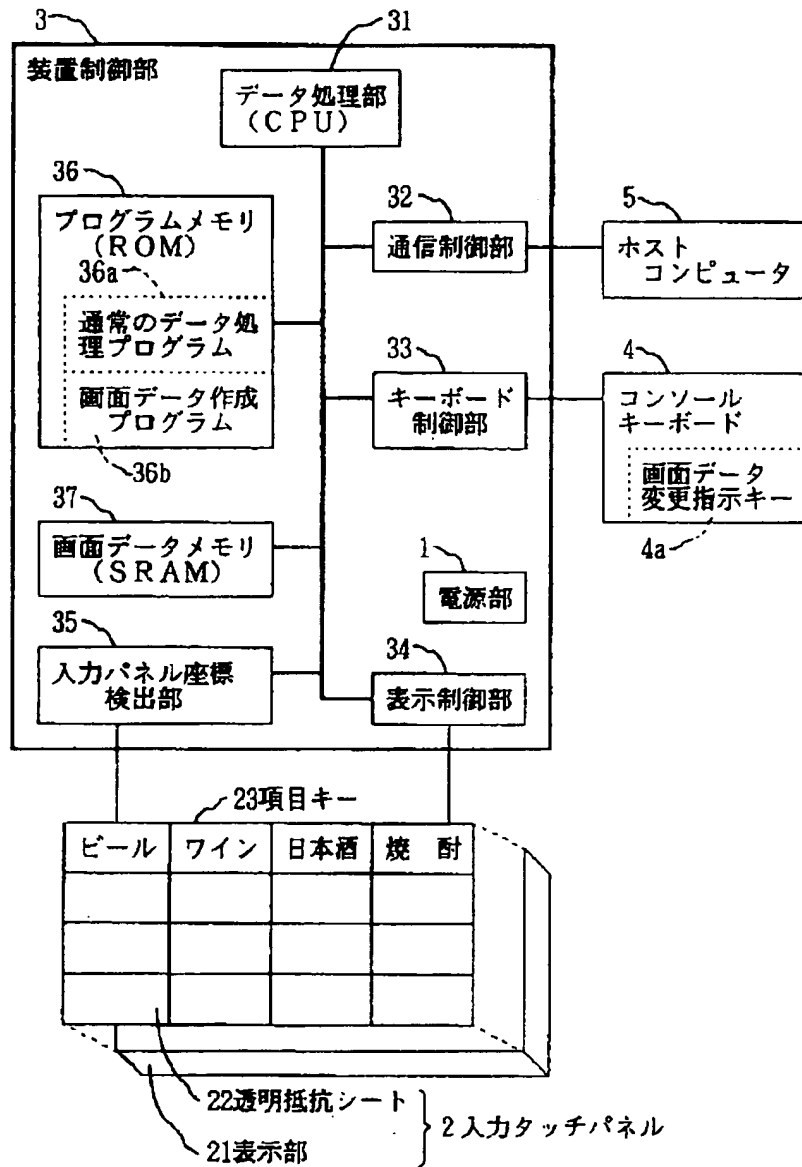 3
装置制御部
31
データ処理部
(CPU)
36
プログラムメモリ
(ROM)
36a
通常のデータ処
理プログラム
画面データ作成
プログラム
36b
32
通信制御部
5
ホスト
コンピュータ
33
キーボード
制御部
4
コンソール
キーボード
画面データ
変更指示キー
4a
37
画面データメモリ
(SRAM)
1
電源部
35
入力パネル座標
検出部
34
表示制御部
23項目キー
ビール ワイン 日本酒 焼 酎
22透明抵抗シート
21表示部
2入力タッチパネル